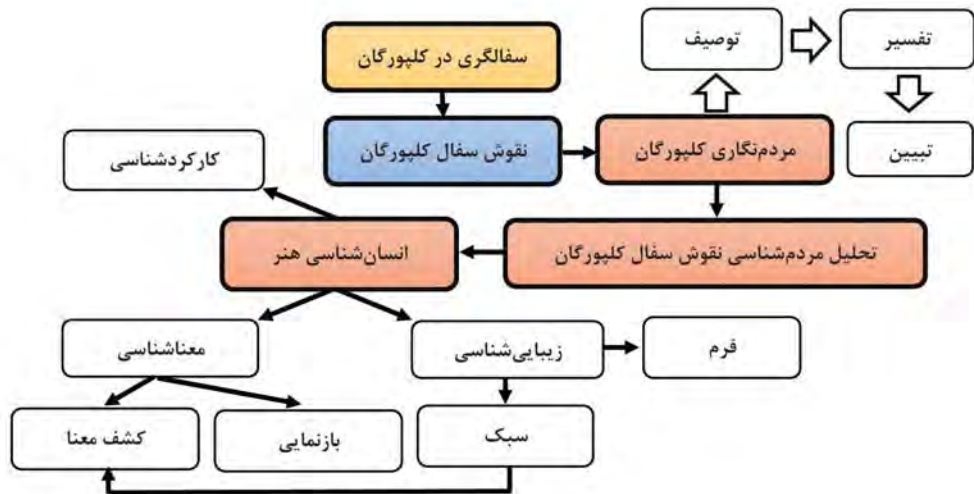 سفالگری در کلپورگان
توصیف
تفسیر
نقوش سفال کلپورگان
مردم‌نگاری کلپورگان
تبیین
کارکردشناسی
انسان‌شناسی هنر
تحلیل مردم‌شناسی نقوش سفال کلپورگان
معناشناسی
زیبایی‌شناسی
فرم
کشف معنا
بازنمایی
سبک